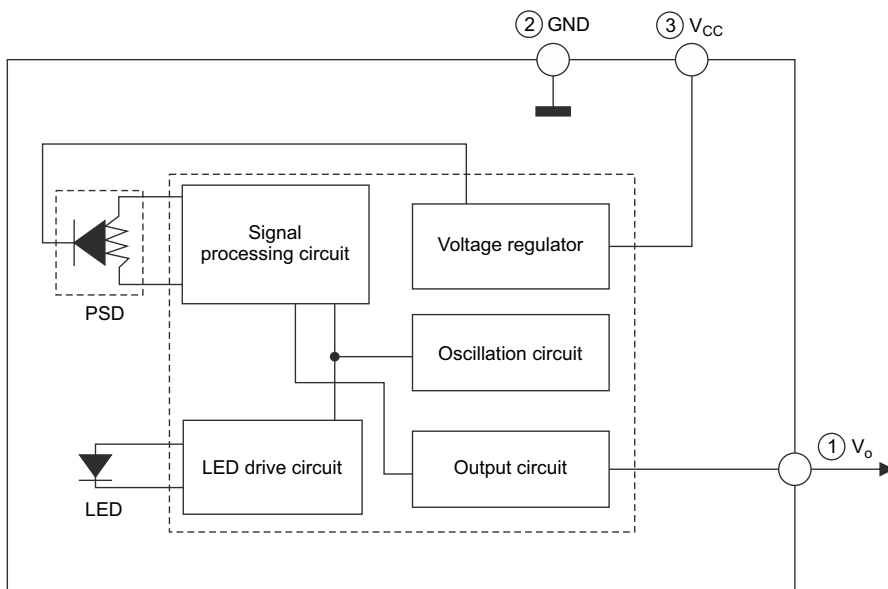 ② GND
③ VCC
Signal
processing circuit
Voltage regulator
PSD
Oscillation circuit
LED drive circuit
Output circuit
① Vo
LED